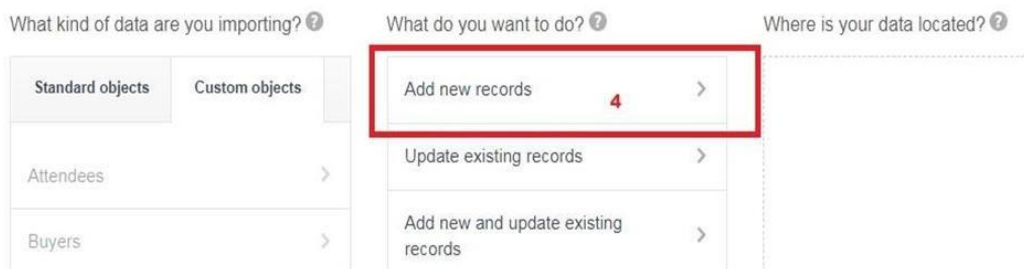 What kind of data are you importing? ?
What do you want to do? ?
Where is your data located? ?
Standard objects
Custom objects
Attendees
Buyers
Add new records
4
Update existing records
Add new and update existing
records